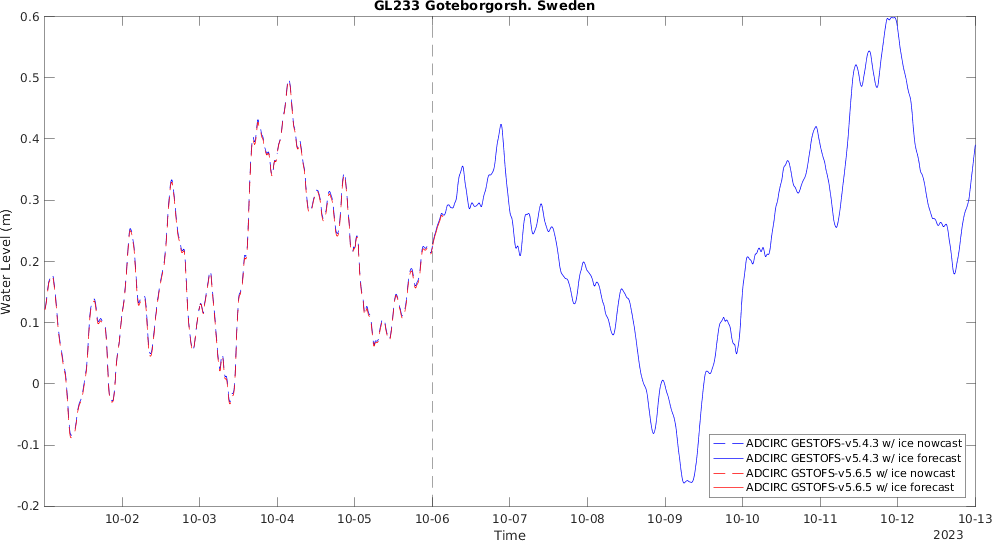 GL233 Goteborgorsh. Sweden
Water Level (m)
0.6
0.5
0.4
0.3
0.2
0.1
0
-0.1
-0.2
10-02 10-03 10-04 10-05 10-06 10-07 10-08 10-09 10-10 10-11 10-12 10-13
Time
2023
ADCIRC GESTOFS-v5.4.3 w/ ice nowcast
ADCIRC GESTOFS-v5.4.3 w/ ice forecast
ADCIRC GSTOFS-v5.6.5 w/ ice nowcast
ADCIRC GSTOFS-v5.6.5 w/ ice forecast